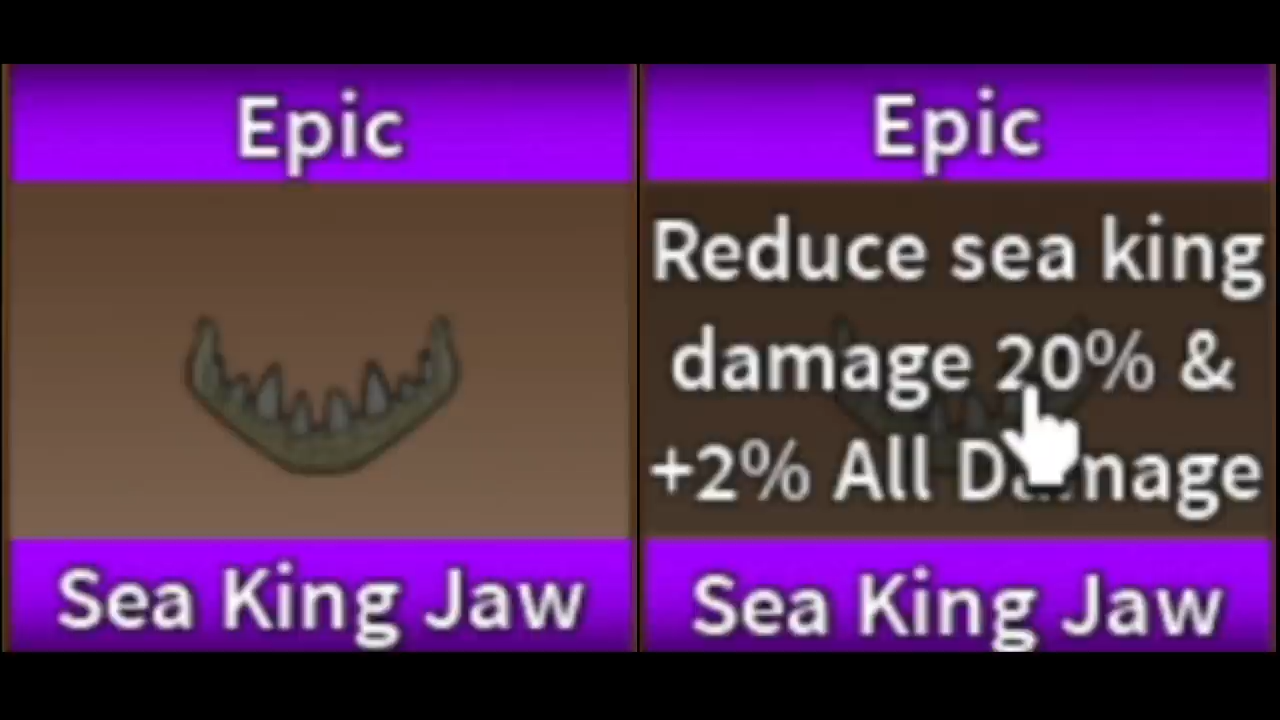 Epic
Sea King Jaw
Epic
Reduce sea king
damage 20% &
+2% All Damage
Sea King Jaw